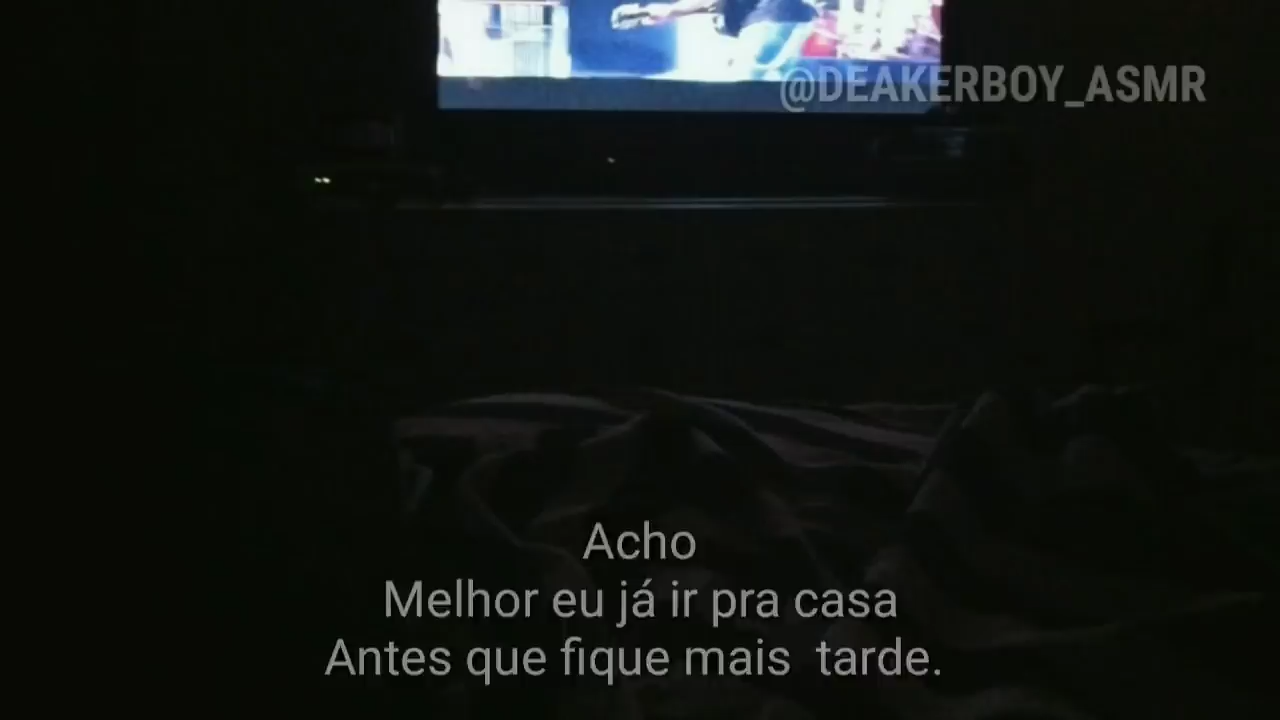 @DEAKERBOY_ASMR
Acho
Melhor eu já ir pra casa
Antes que fique mais  tarde.